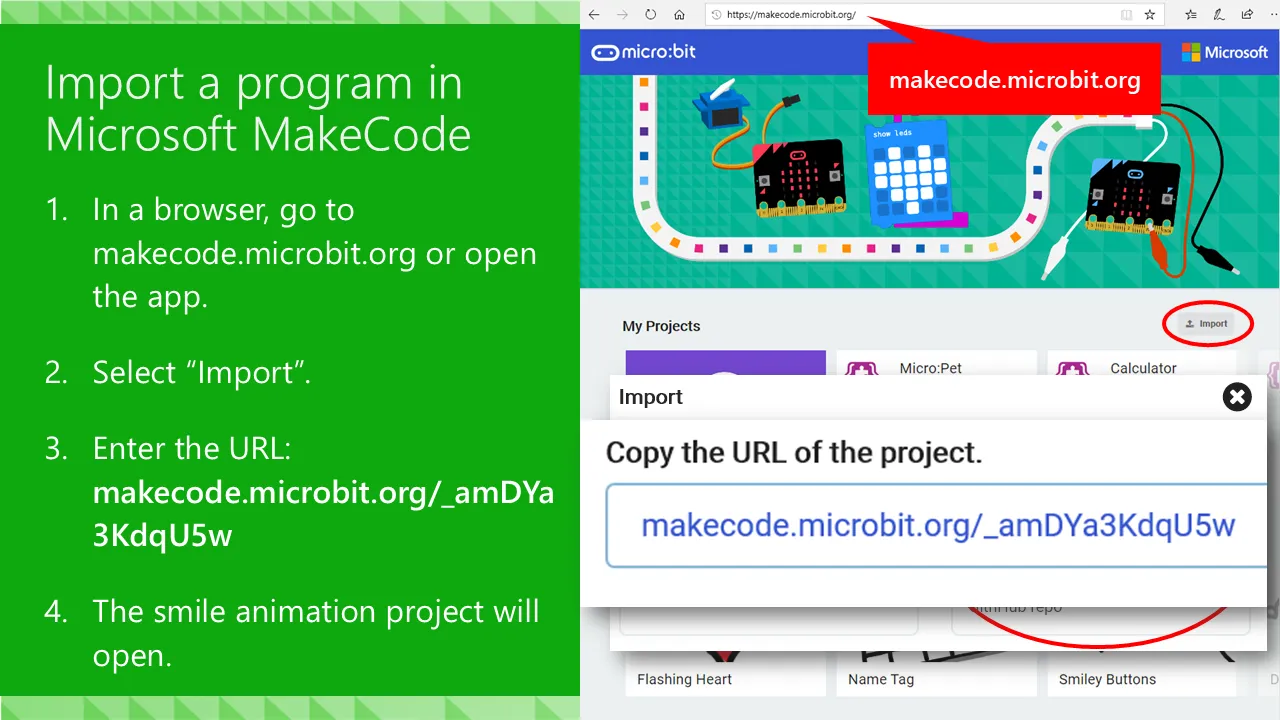 Import a program in
Microsoft MakeCode
1. In a browser, go to
makecode.microbit.org or open
the app.
2. Select “Import”.
3. Enter the URL:
makecode.microbit.org/_amDYa
3KdqU5w
4. The smile animation project will
open.
https://makecode.microbit.org/
micro:bit
Microsoft
makecode.microbit.org
show leds
My Projects
Import
Micro:Pet
Calculator
Import
Copy the URL of the project.
makecode.microbit.org/_amDYa3KdqU5w
repo
Flashing Heart
Name Tag
Smiley Buttons
D